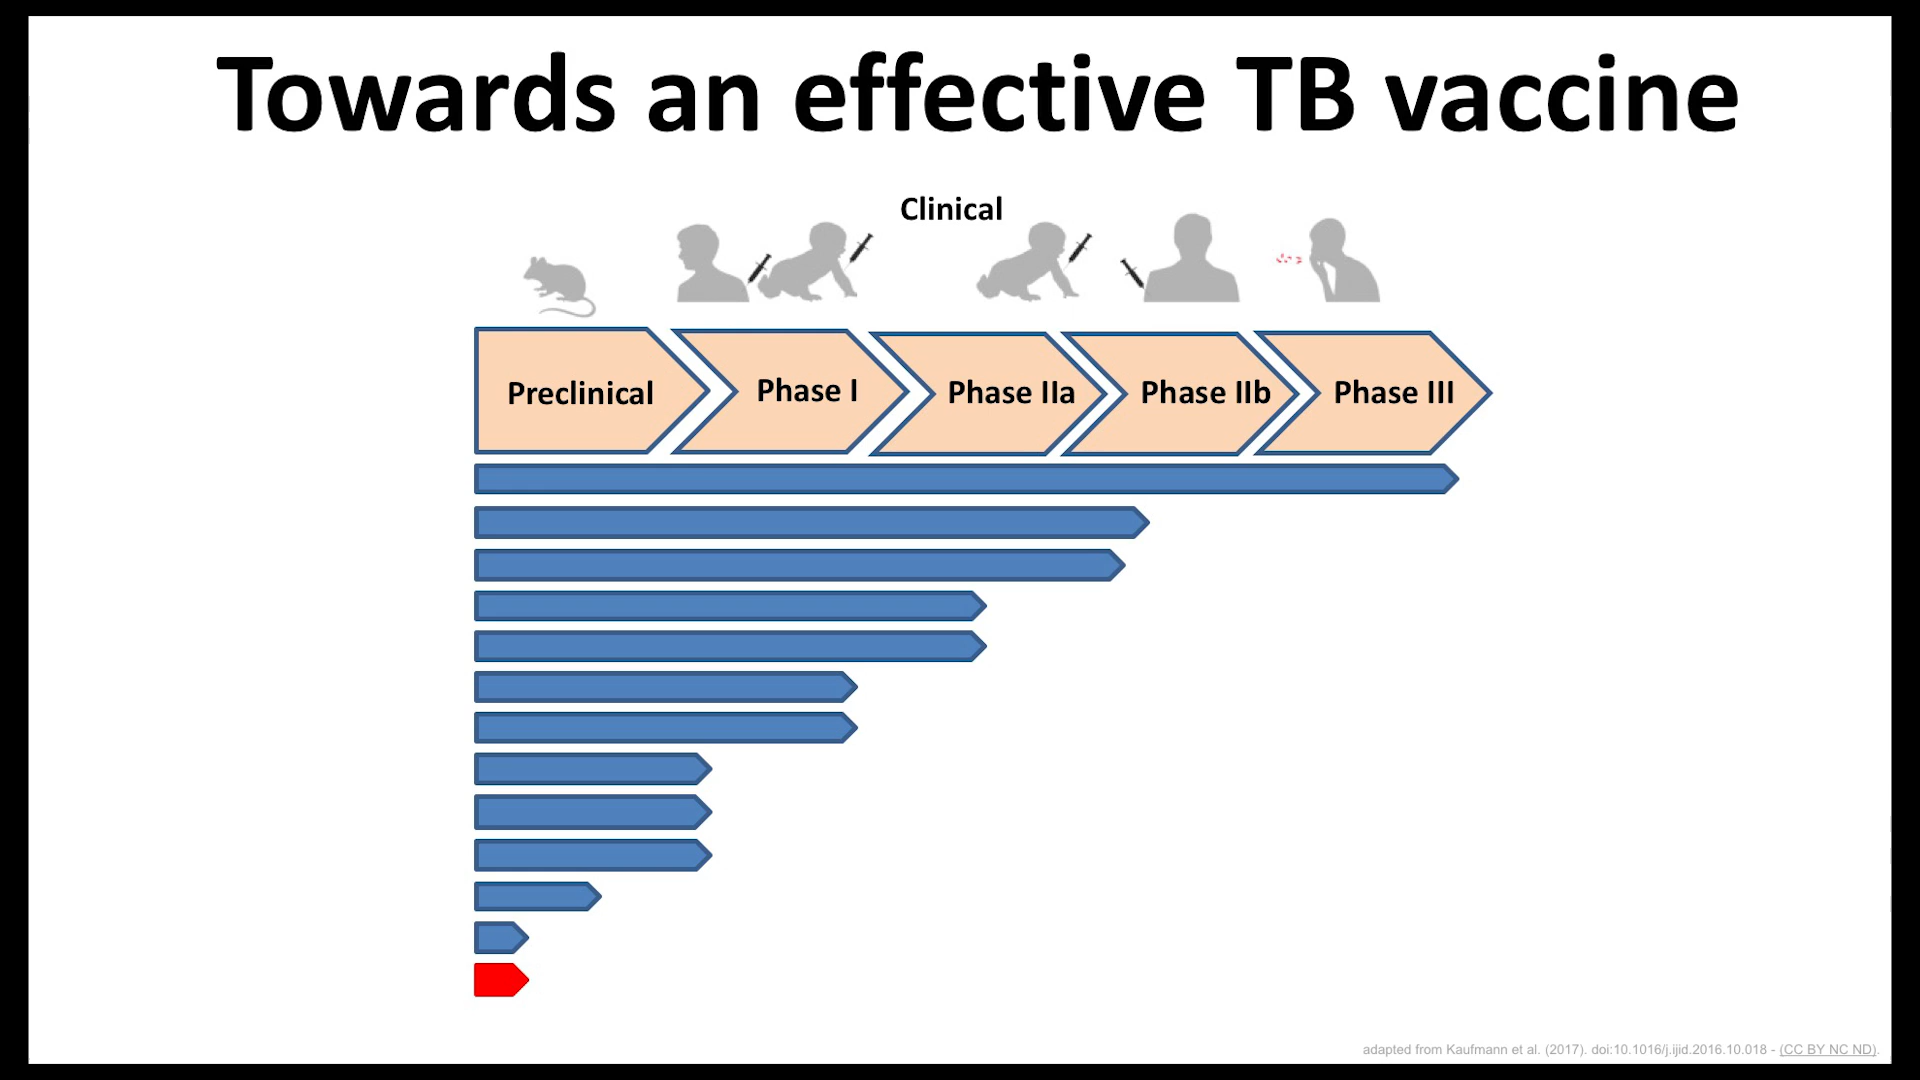 Towards an effective TB vaccine
Clinical
Preclinical
Phase I
Phase IIa
Phase IIb
Phase III
adapted from Kaufmann et al. (2017). doi:10.1016/j.ijid.2016.10.018 - (CC BY NC ND).